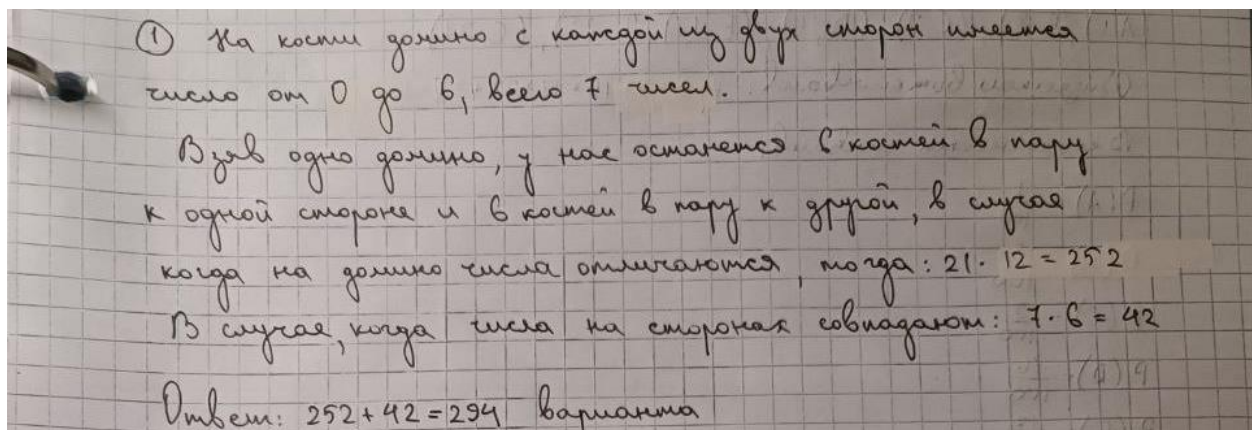 ① На кости домино с каждой из двух сторон имеется
число от 0 до 6, всего 7 чисел.
Взяв одно домино, у нас останется 6 костей в пару
к одной стороне и 6 костей в пару к другой, в случае
когда на домино числа отличаются, тогда: 21 · 12 = 252
В случае, когда числа на сторонах совпадают: 7 · 6 = 42
Ответ: 252 + 42 = 294 варианта